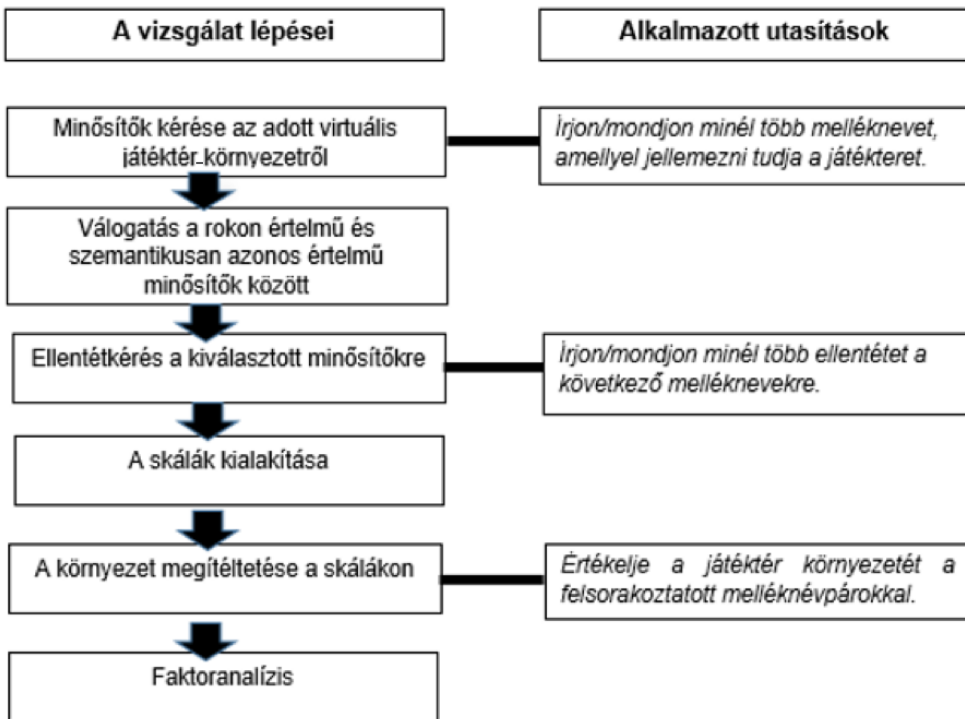 A vizsgálat lépései
Alkalmazott utasítások
Minősítők kérése az adott virtuális
játéktér-környezetről
Írjon/mondjon minél több melléknevet,
amellyel jellemezni tudja a játékteret.
Válogatás a rokon értelmű és
szemantikusan azonos értelmű
minősítők között
Ellentétkérés a kiválasztott minősítőkre
Írjon/mondjon minél több ellentétet a
következő melléknevekre.
A skálák kialakítása
A környezet megítéltetése a skálákon
Értékelje a játéktér környezetét a
felsorakoztatott melléknévpárokkal.
Faktoranalízis